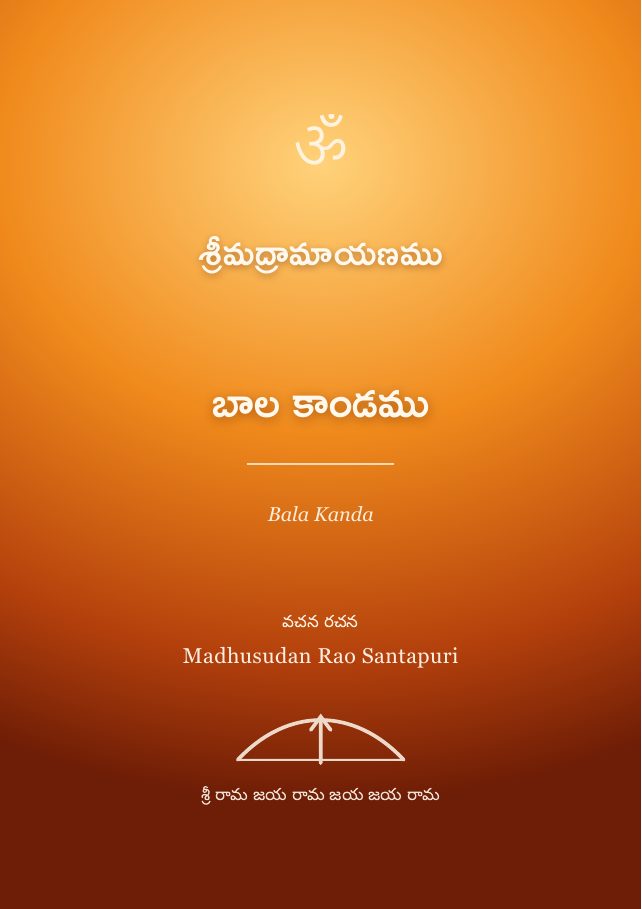 ॐ
శ్రీమద్రామాయణము
బాల కాండము
Bala Kanda
వచన రచన
Madhusudan Rao Santapuri
శ్రీ రామ జయ రామ జయ జయ రామ